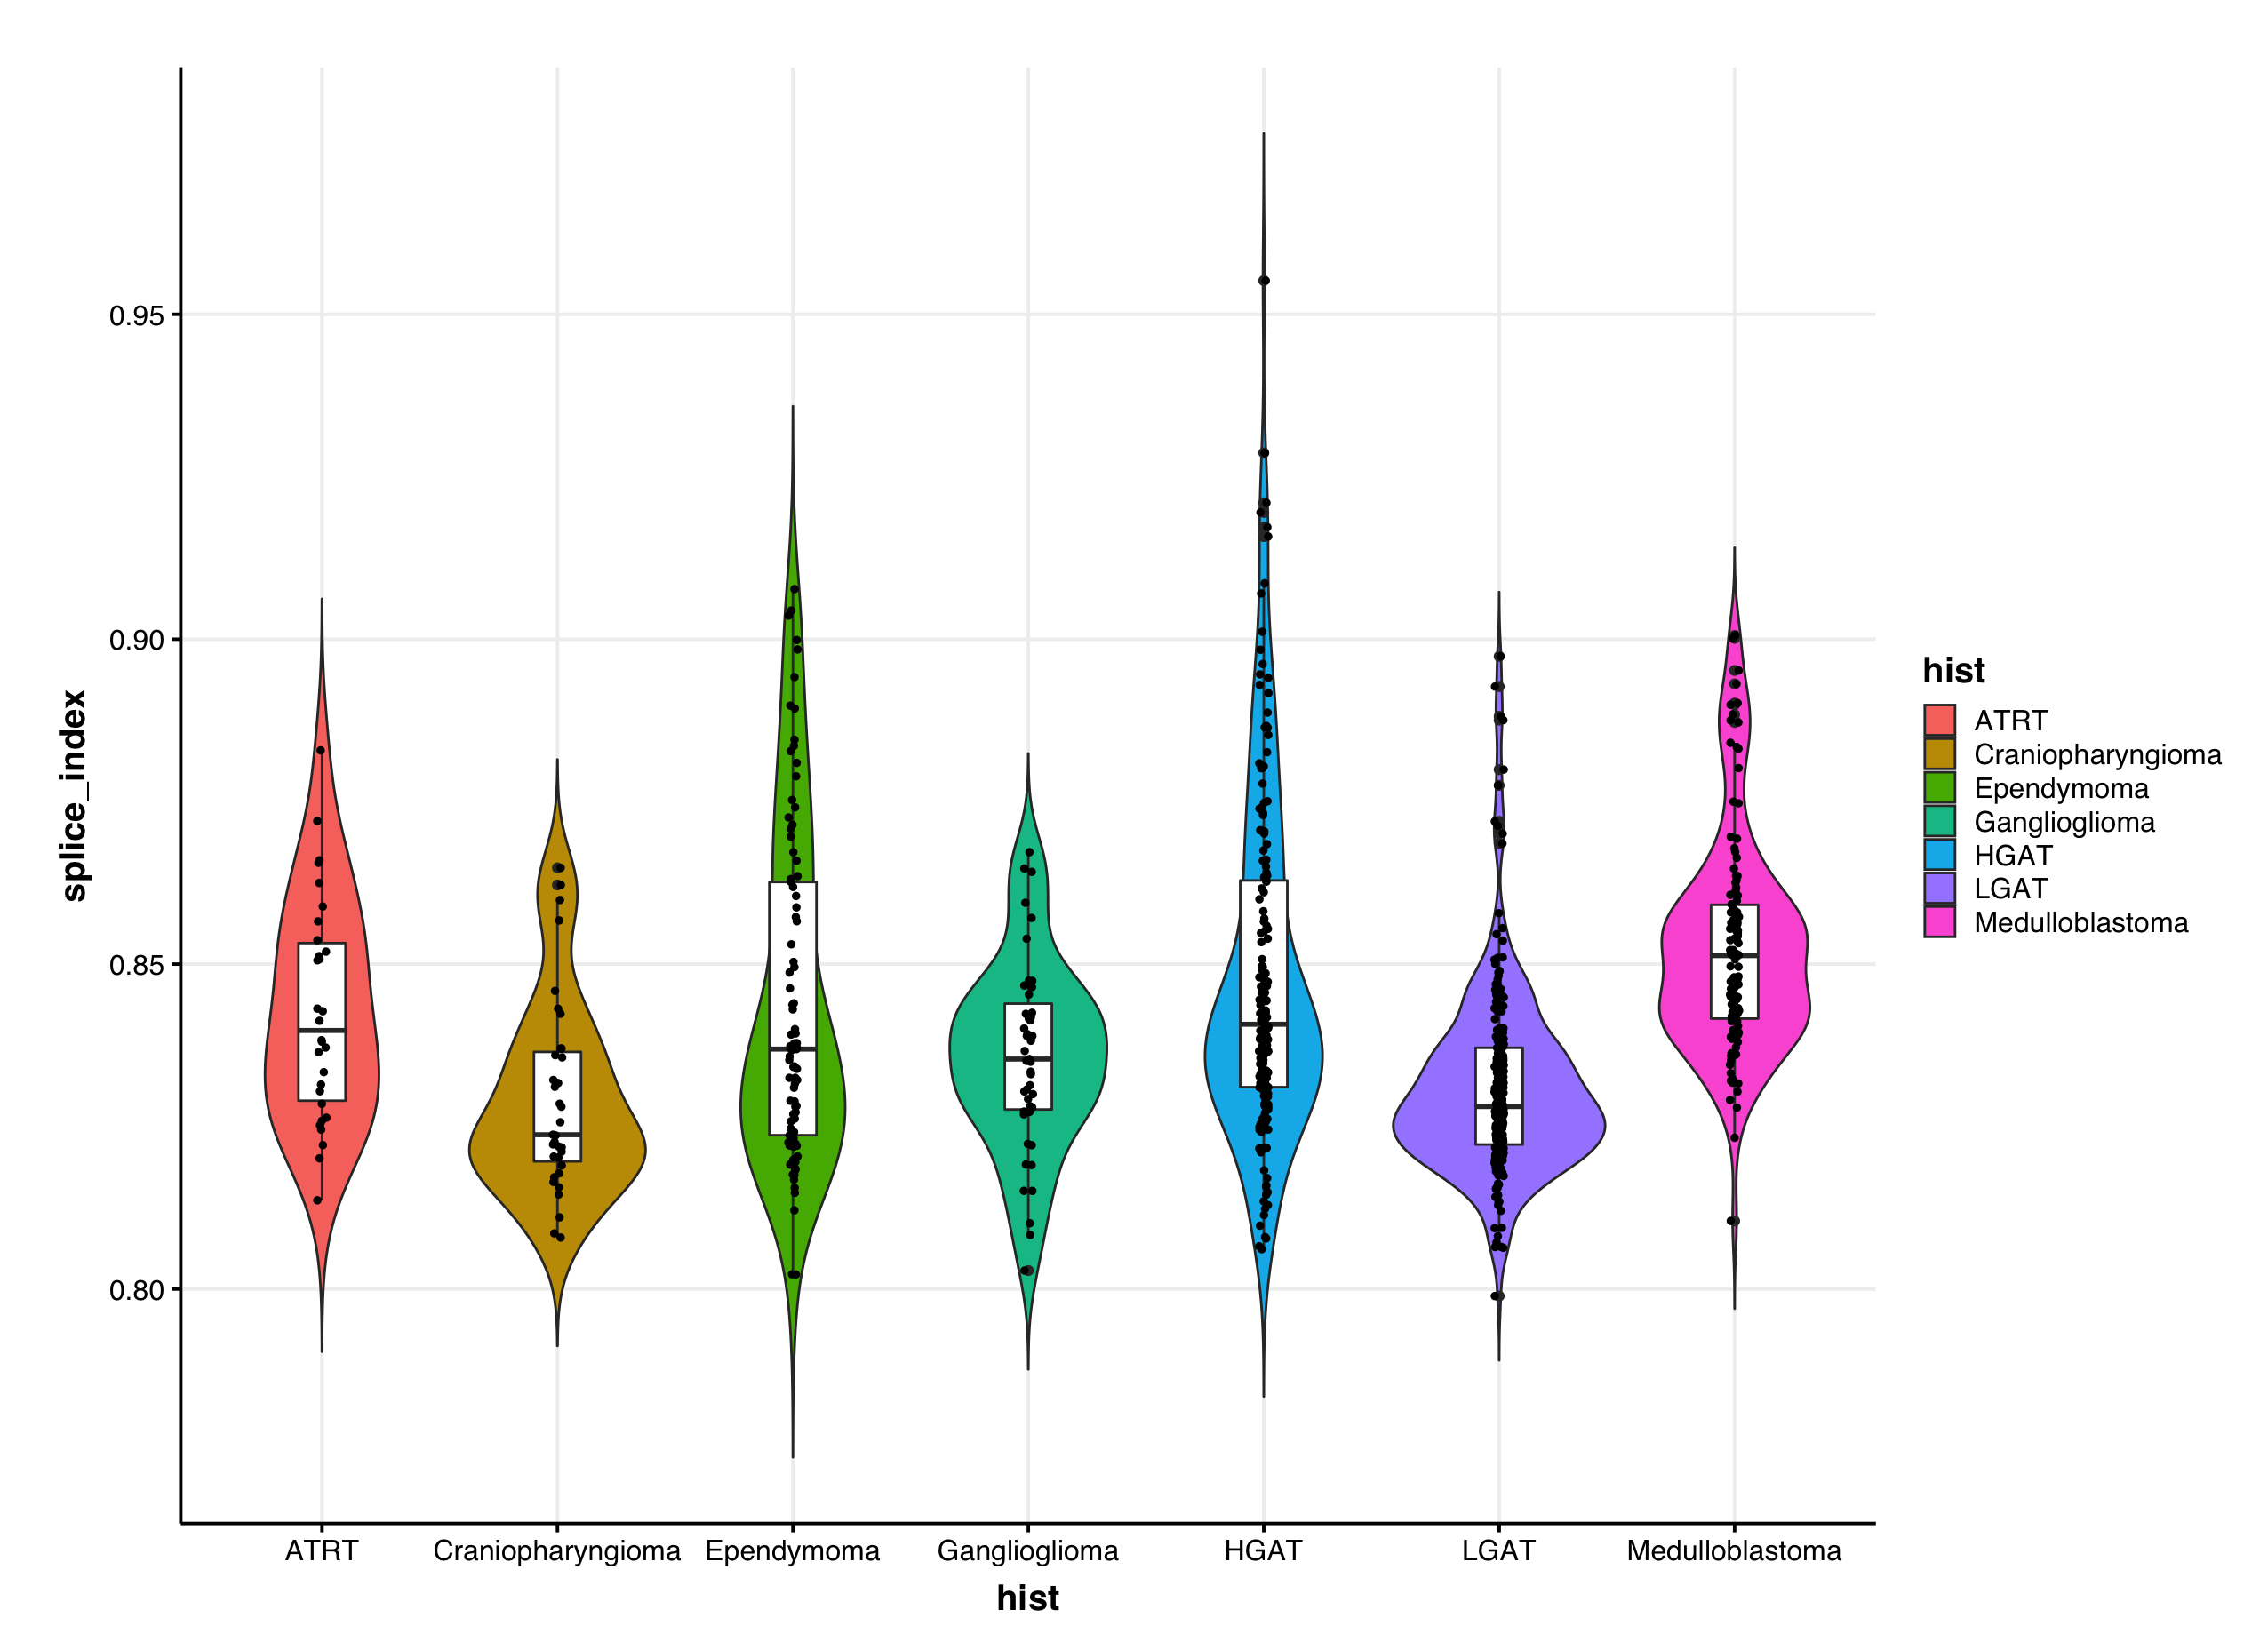 splice_index
0.95
0.90
0.85
0.80
ATRT Craniopharyngioma Ependymoma Ganglioglioma HGAT LGAT Medulloblastoma
hist
hist
ATRT
Craniopharyngioma
Ependymoma
Ganglioglioma
HGAT
LGAT
Medulloblastoma